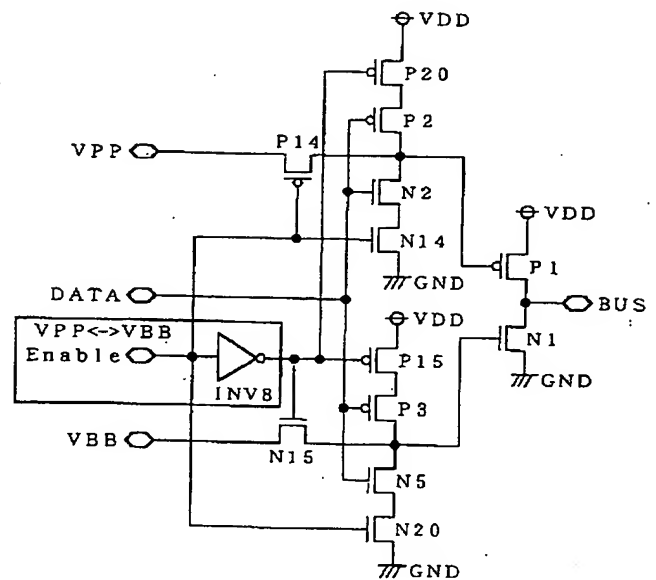 VDD
P20
P2
P14
VPP
N2
VDD
N14
P1
GND
DATA
BUS
VDD
VPP<->VBB
N1
Enable
P15
GND
INV8
P3
VBB
N15
N5
N20
GND